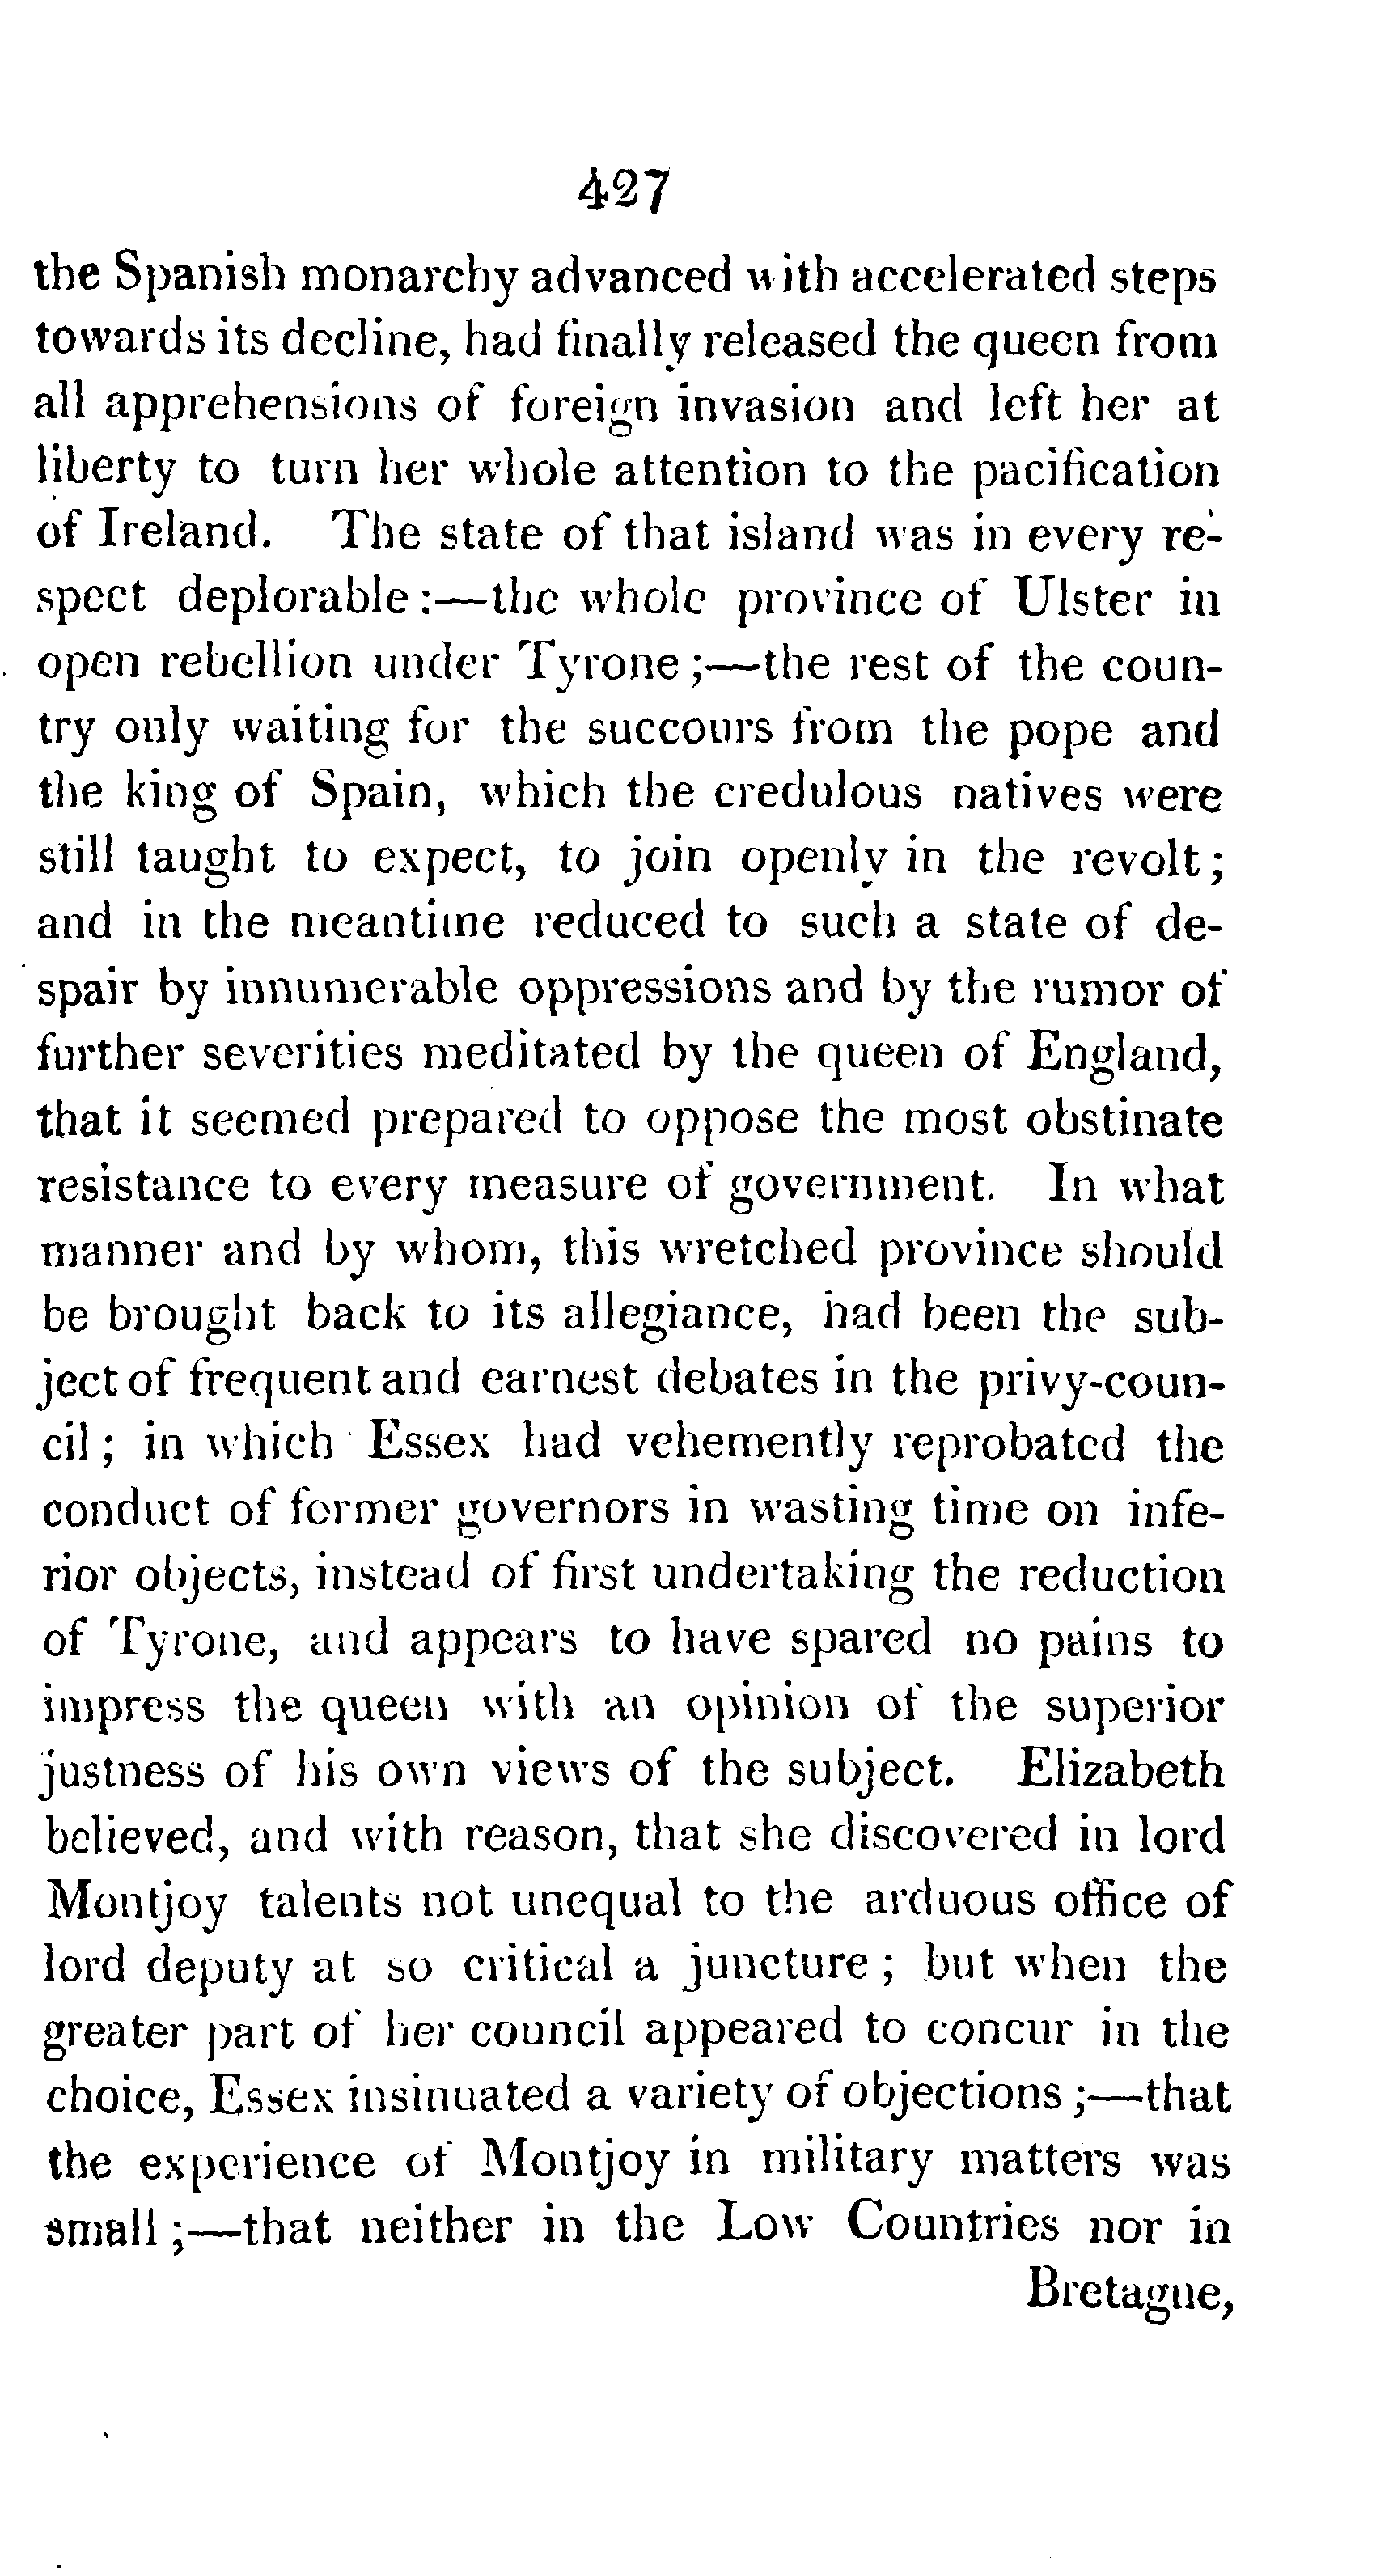 427
the Spanish monarchy advanced with accelerated steps
towards its decline, had finally released the queen from
all apprehensions of foreign invasion and left her at
liberty to turn her whole attention to the pacification
of Ireland. The state of that island was in every re-
spect deplorable:—the whole province of Ulster in
open rebellion under Tyrone;—the rest of the coun-
try only waiting for the succours from the pope and
the king of Spain, which the credulous natives were
still taught to expect, to join openly in the revolt;
and in the meantime reduced to such a state of de-
spair by innumerable oppressions and by the rumor of
further severities meditated by the queen of England,
that it seemed prepared to oppose the most obstinate
resistance to every measure of government. In what
manner and by whom, this wretched province should
be brought back to its allegiance, had been the sub-
ject of frequent and earnest debates in the privy-coun-
cil; in which Essex had vehemently reprobated the
conduct of former governors in wasting time on infe-
rior objects, instead of first undertaking the reduction
of Tyrone, and appears to have spared no pains to
impress the queen with an opinion of the superior
justness of his own views of the subject. Elizabeth
believed, and with reason, that she discovered in lord
Montjoy talents not unequal to the arduous office of
lord deputy at so critical a juncture; but when the
greater part of her council appeared to concur in the
choice, Essex insinuated a variety of objections;—that
the experience of Montjoy in military matters was
small;—that neither in the Low Countries nor in
Bretagne,